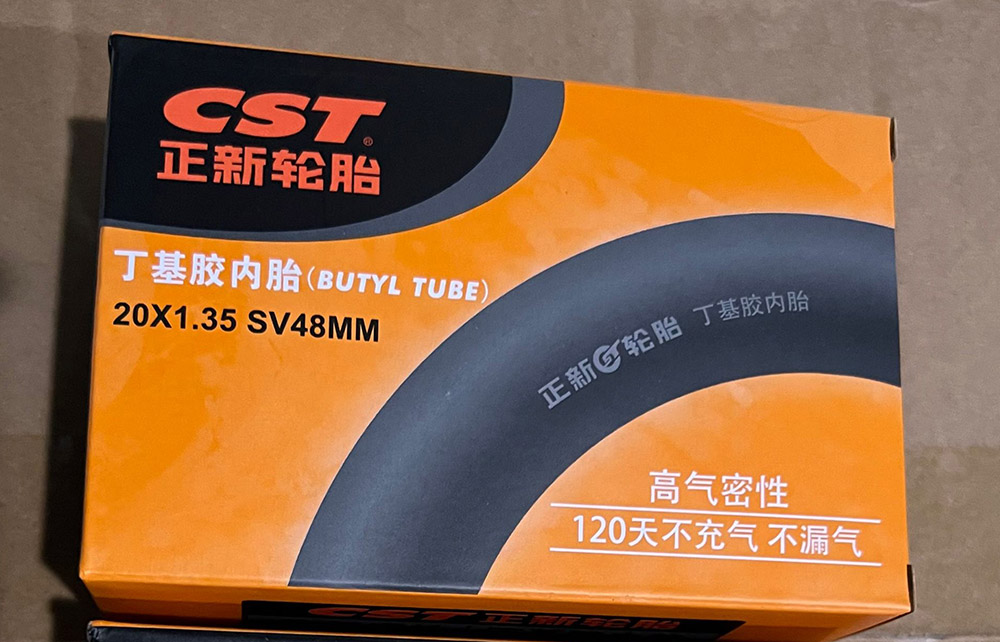 CST®
正新轮胎
丁基胶内胎(BUTYL TUBE)
20X1.35 SV48MM
正新轮胎 丁基胶内胎
高气密性
120天不充气 不漏气
CST 正新轮胎